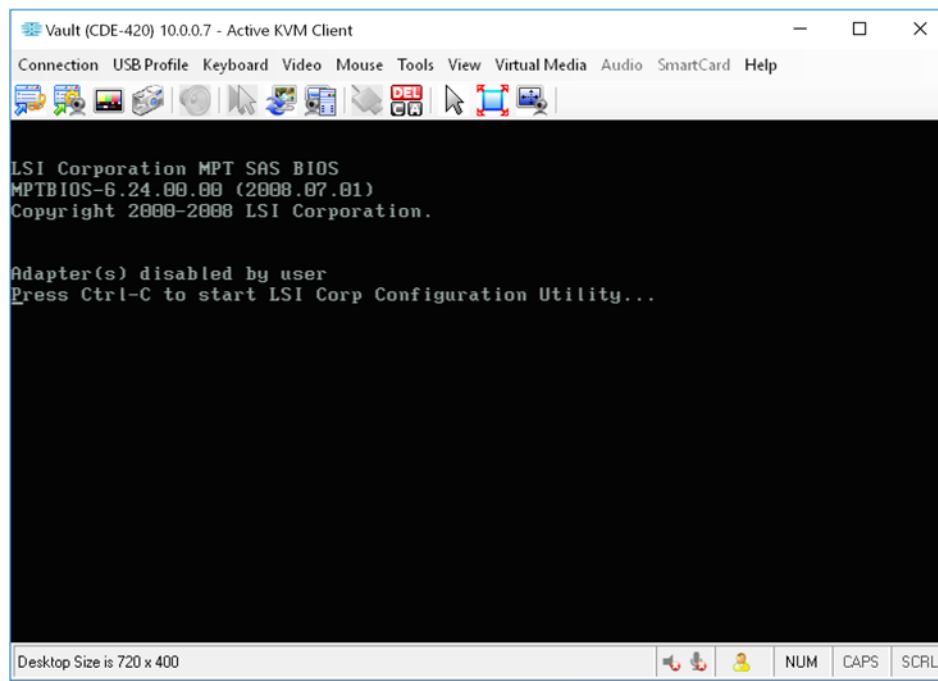 Vault (CDE-420) 10.0.0.7 - Active KVM Client
Connection USB Profile Keyboard Video Mouse Tools View Virtual Media Audio SmartCard Help
DEL
C A
LSI Corporation MPT SAS BIOS
MPTBIOS-6.24.00.00 (2008.07.01)
Copyright 2000-2008 LSI Corporation.
Adapter(s) disabled by user
Press Ctrl-C to start LSI Corp Configuration Utility...
Desktop Size is 720 x 400 NUM CAPS SCRL